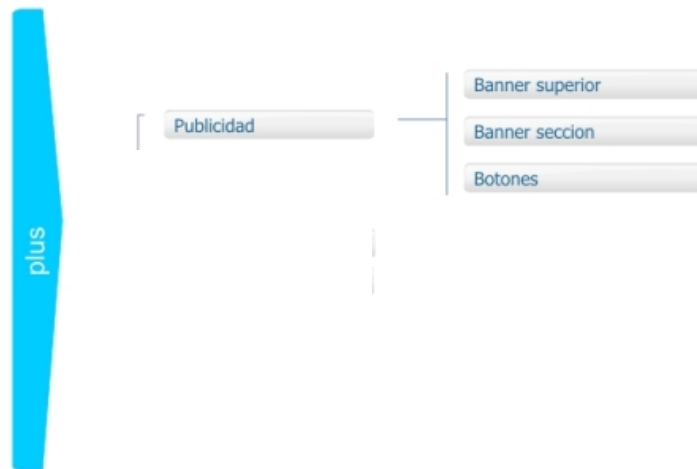 plus
Publicidad
Banner superior
Banner seccion
Botones